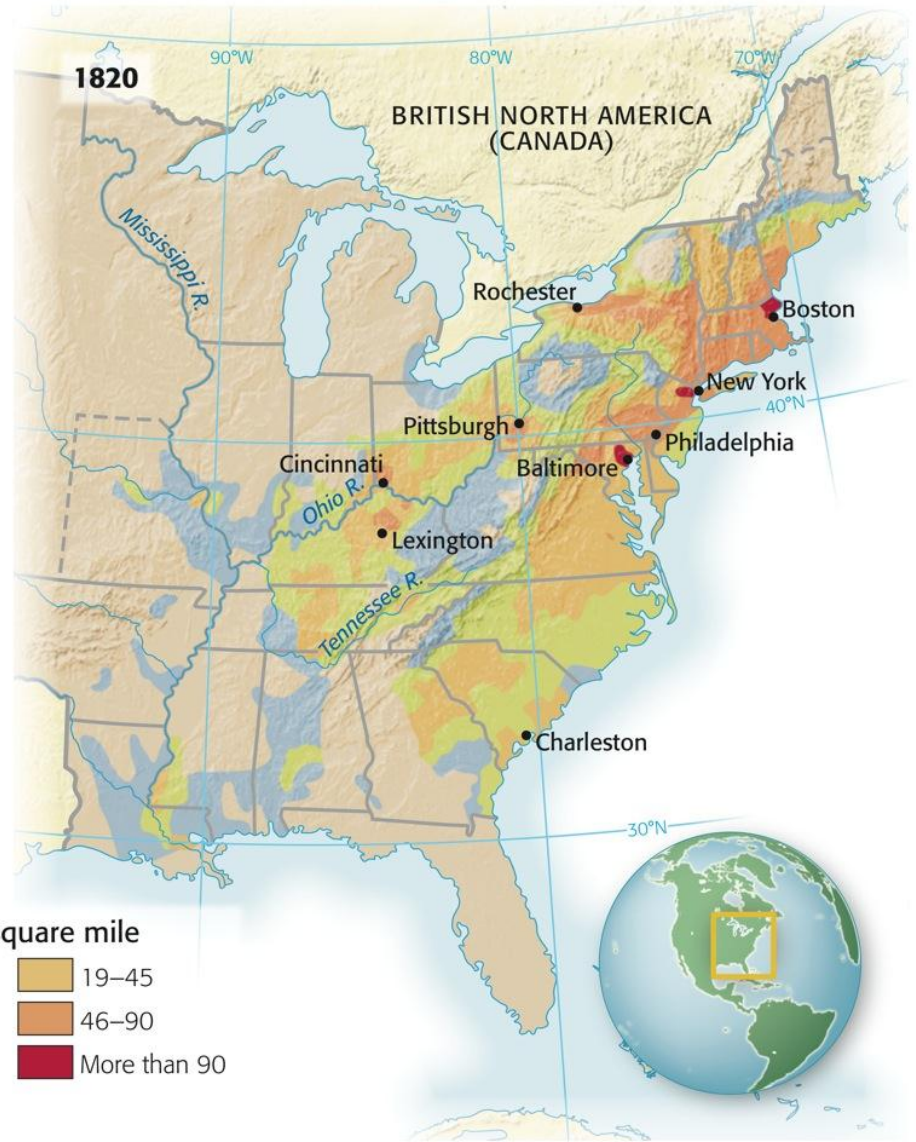 1820
90°W
80°W
70°W
BRITISH NORTH AMERICA
(CANADA)
Mississippi R.
Rochester
Boston
New York
40°N
Pittsburgh
Philadelphia
Cincinnati
Baltimore
Ohio R.
Lexington
Tennessee R.
Charleston
30°N
quare mile
19–45
46–90
More than 90